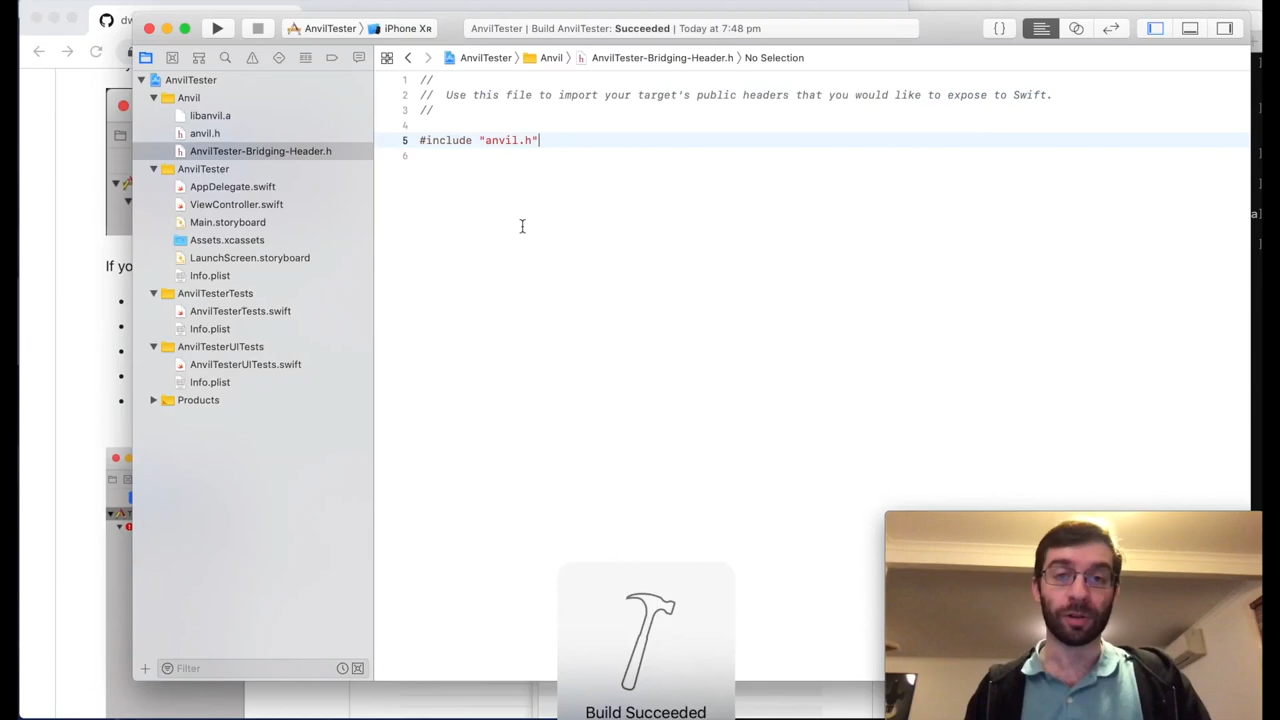 dw
AnvilTester 〉 iPhone Xʀ
AnvilTester | Build AnvilTester: Succeeded | Today at 7:48 pm
AnvilTester 〉 Anvil 〉 AnvilTester-Bridging-Header.h 〉 No Selection
AnvilTester
Anvil
libanvil.a
anvil.h
AnvilTester-Bridging-Header.h
AnvilTester
AppDelegate.swift
ViewController.swift
Main.storyboard
Assets.xcassets
LaunchScreen.storyboard
Info.plist
AnvilTesterTests
AnvilTesterTests.swift
Info.plist
AnvilTesterUITests
AnvilTesterUITests.swift
Info.plist
Products
Filter
1 //
2 // Use this file to import your target's public headers that you would like to expose to Swift.
3 //
4
5 #include "anvil.h"
6
If yo
Build Succeeded